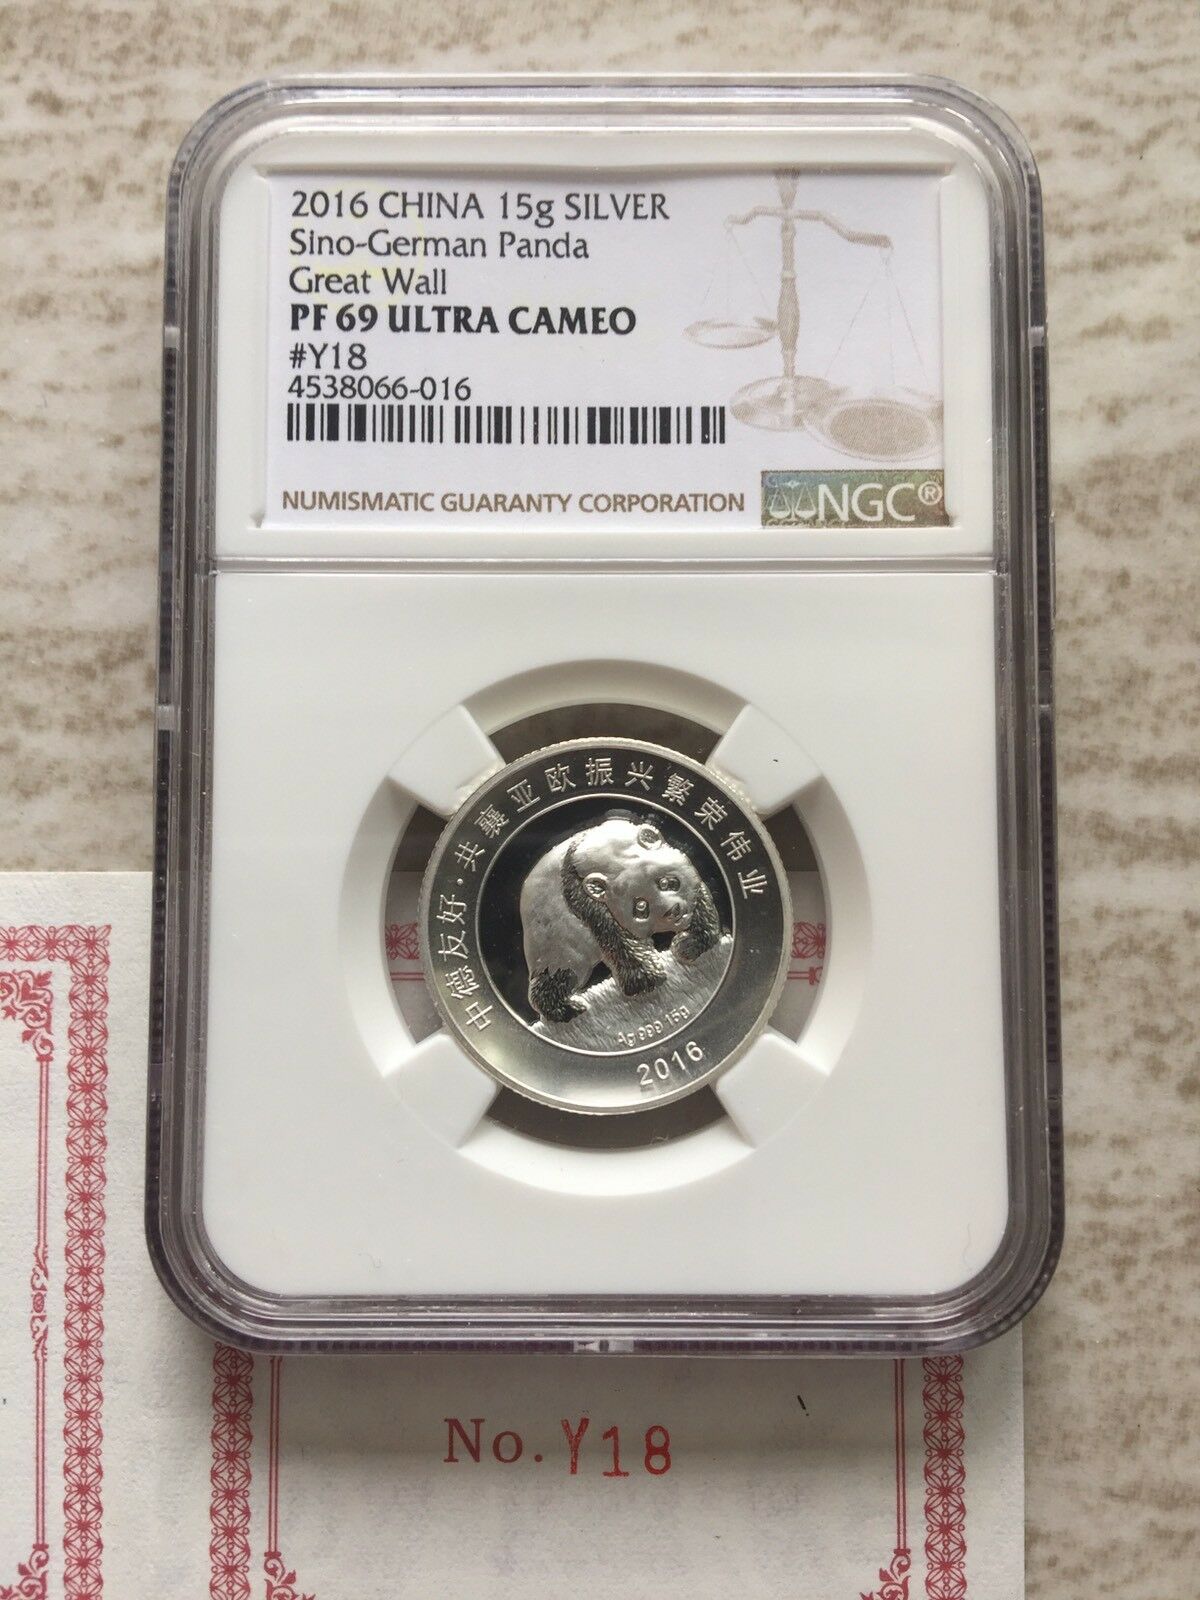 2016 CHINA 15g SILVER
Sino-German Panda
Great Wall
PF 69 ULTRA CAMEO
#Y18
4538066-016
NUMISMATIC GUARANTY CORPORATION
NGC®
中德友好·共襄亚欧振兴繁荣伟业
Ag 999 15g
2016
No. Y18